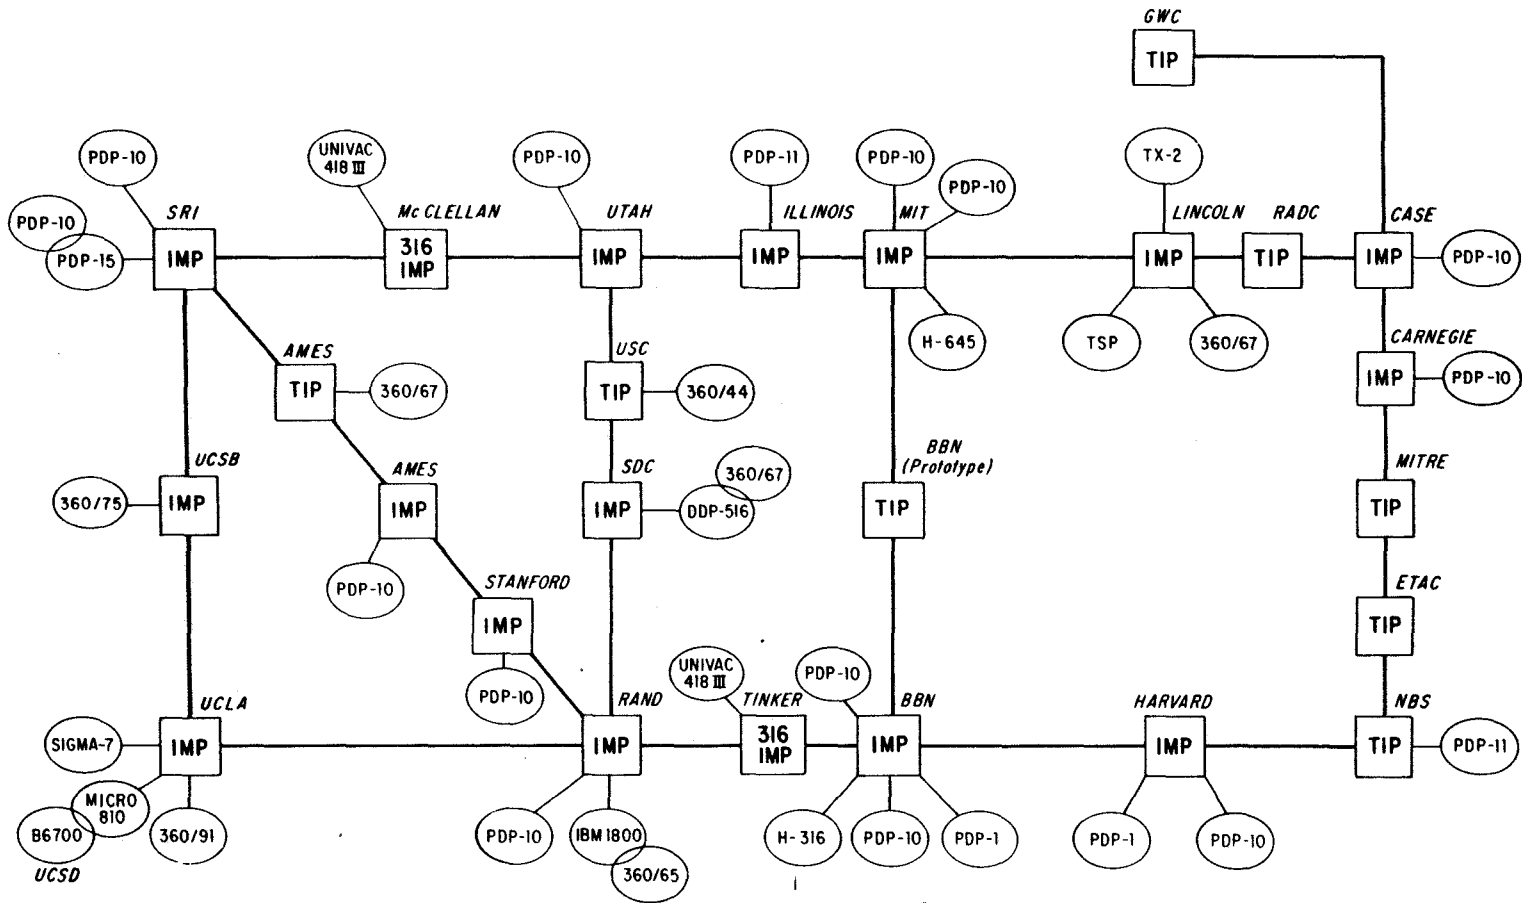 GWC
TIP
PDP-10
UNIVAC
418 III
PDP-10
PDP-11
PDP-10
PDP-10
TX-2
PDP-10
PDP-15
SRI
IMP
Mc CLELLAN
316
IMP
UTAH
IMP
ILLINOIS
IMP
MIT
IMP
LINCOLN
IMP
RADC
TIP
CASE
IMP
PDP-10
H-645
TSP
360/67
AMES
TIP
360/67
USC
TIP
360/44
CARNEGIE
IMP
PDP-10
UCSB
360/75
IMP
AMES
IMP
PDP-10
SDC
IMP
360/67
DDP-516
BBN
(Prototype)
TIP
MITRE
TIP
STANFORD
IMP
PDP-10
ETAC
TIP
UCLA
SIGMA-7
IMP
MICRO
810
B6700
UCSD
360/91
RAND
IMP
PDP-10
IBM 1800
360/65
UNIVAC
418 III
TINKER
316
IMP
PDP-10
BBN
IMP
H-316
PDP-10
PDP-1
HARVARD
IMP
PDP-1
PDP-10
NBS
TIP
PDP-11